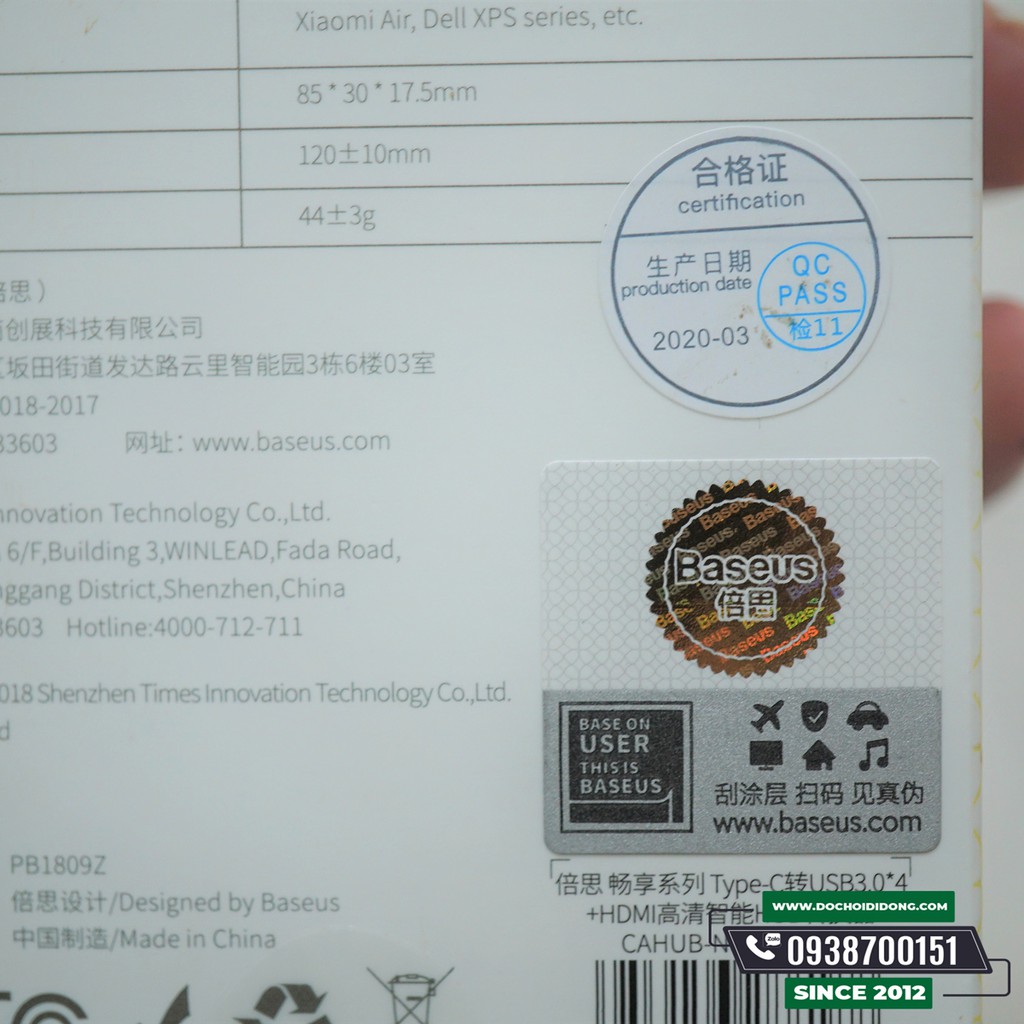 Xiaomi Air, Dell XPS series, etc.
85 * 30 * 17.5mm
120±10mm
44±3g
合格证
certification
生产日期
production date
2020-03
QC
PASS
检11
倍思）
创展科技有限公司
坂田街道发达路云里智能园3栋6楼03室
018-2017
33603 网址：www.baseus.com
nnovation Technology Co.,Ltd.
6/F,Building 3,WINLEAD,Fada Road,
nggang District,Shenzhen,China
3603 Hotline:4000-712-711
018 Shenzhen Times Innovation Technology Co.,Ltd.
d
Baseus
倍思
BASE ON
USER
THIS IS
BASEUS
刮涂层 扫码 见真伪
www.baseus.com
PB1809Z
倍思设计/Designed by Baseus
中国制造/Made in China
倍思 畅享系列 Type-C转USB3.0*4
+HDMI高清智能H
CAHUB-N
WWW.DOCHOIDIDONG.COM
Zalo
0938700151
SINCE 2012